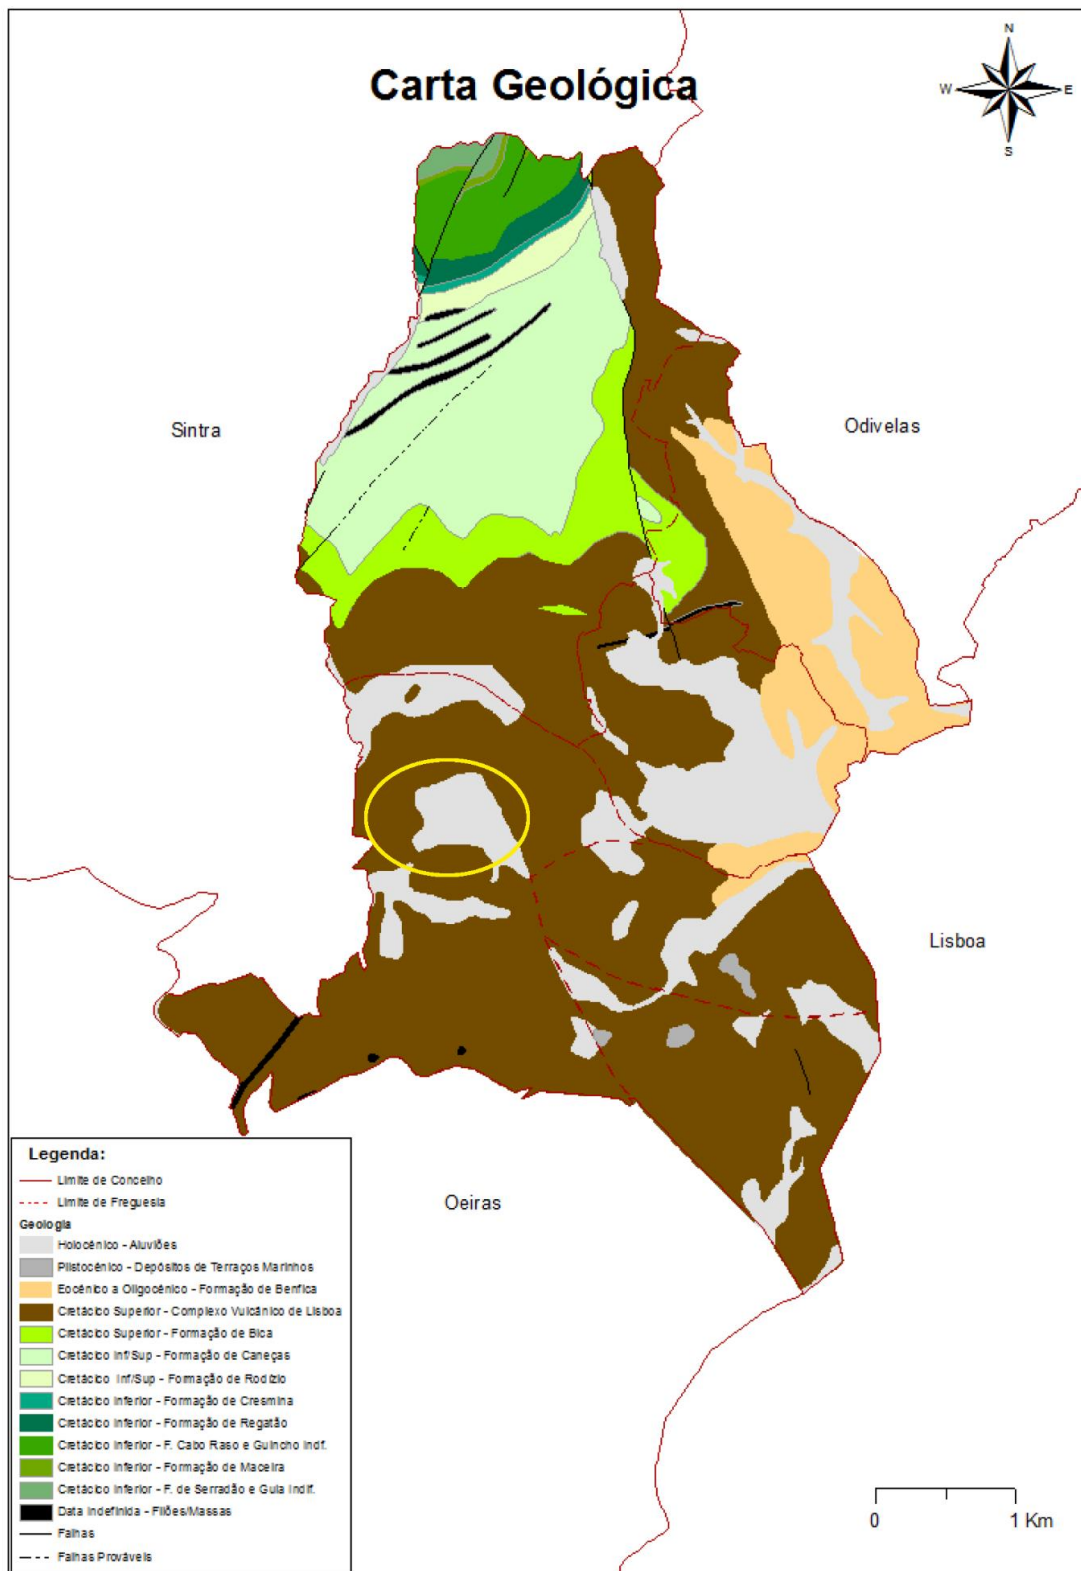 Carta Geológica
N
W
E
S
Sintra
Odivelas
Lisboa
Oeiras
Legenda:
Limite de Concelho
Limite de Freguesia
Geologia
Holocénico - Aluviões
Plistocénico - Depósitos de Terraços Marinhos
Eocénico a Oligocénico - Formação de Benfica
Cretácico Superior - Complexo Vulcânico de Lisboa
Cretácico Superior - Formação de Bica
Cretácico Inf/Sup - Formação de Caneças
Cretácico Inf/Sup - Formação de Rodízio
Cretácico Inferior - Formação de Cresmina
Cretácico Inferior - Formação de Regatão
Cretácico Inferior - F. Cabo Raso e Guincho Indf.
Cretácico Inferior - Formação de Maceira
Cretácico Inferior - F. de Serradão e Guia Indif.
Data Indefinida - Filões/Massas
Falhas
Falhas Prováveis
0 1 Km